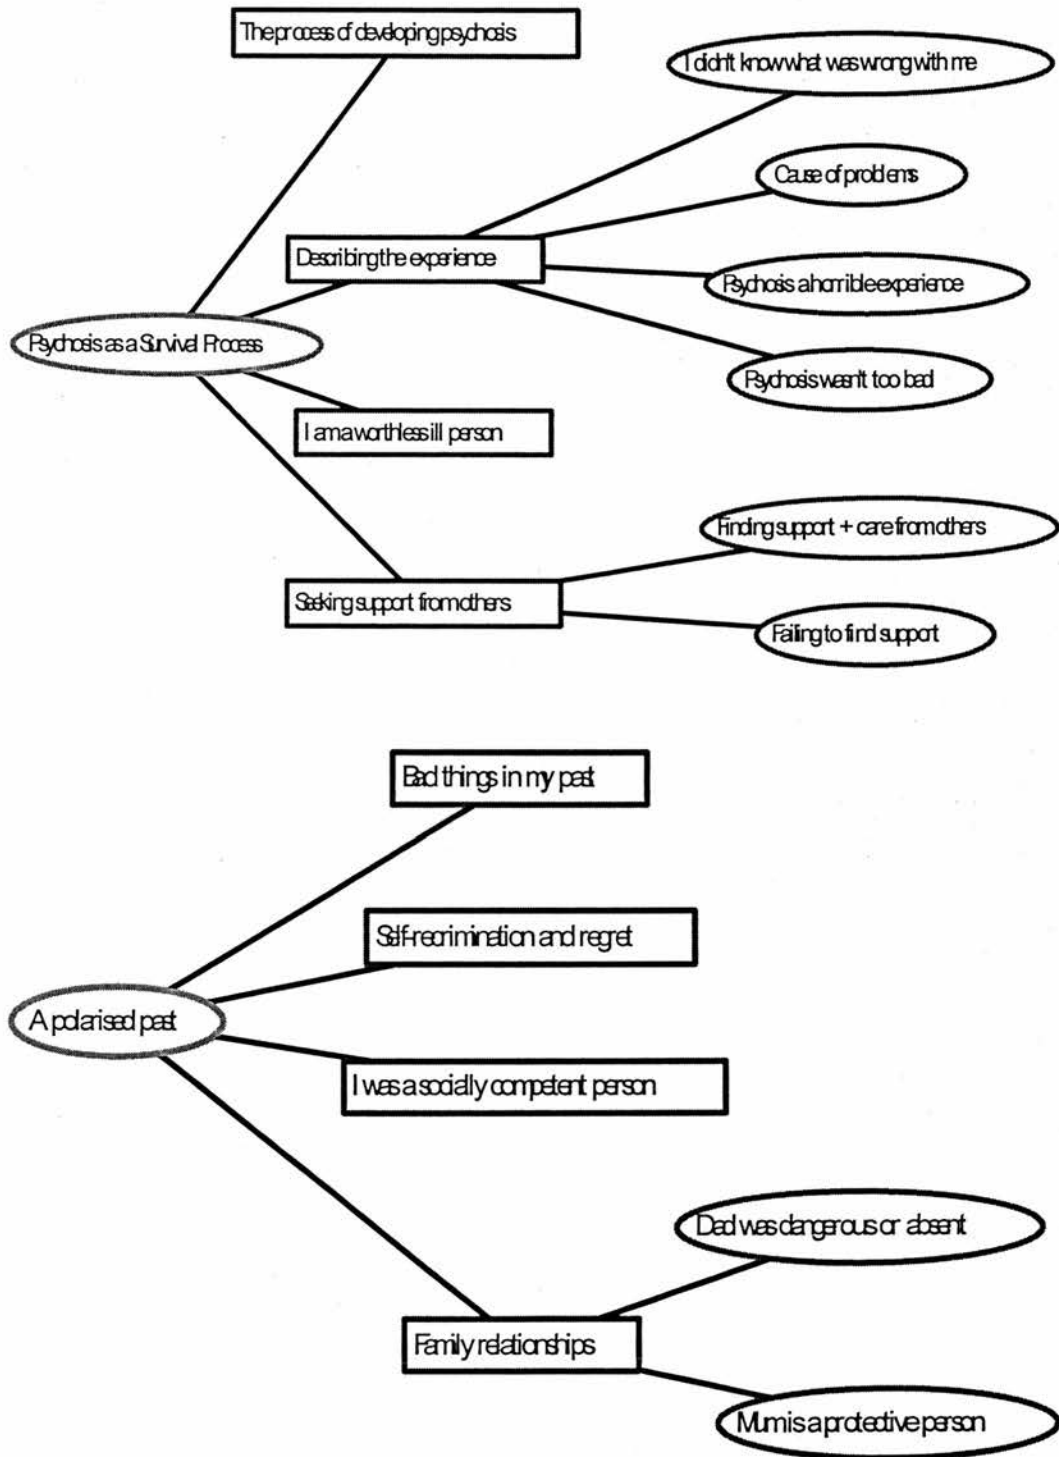 The process of developing psychosis
I didn't know what was wrong with me
Cause of problems
Describing the experience
Psychosis a horrible experience
Psychosis as a Survival Process
Psychosis wasn't too bad
I am a worthless ill person
Finding support + care from others
Seeking support from others
Failing to find support
Bad things in my past
Self-recrimination and regret
A polarised past
I was a socially competent person
Dad was dangerous or absent
Family relationships
Mum is a protective person